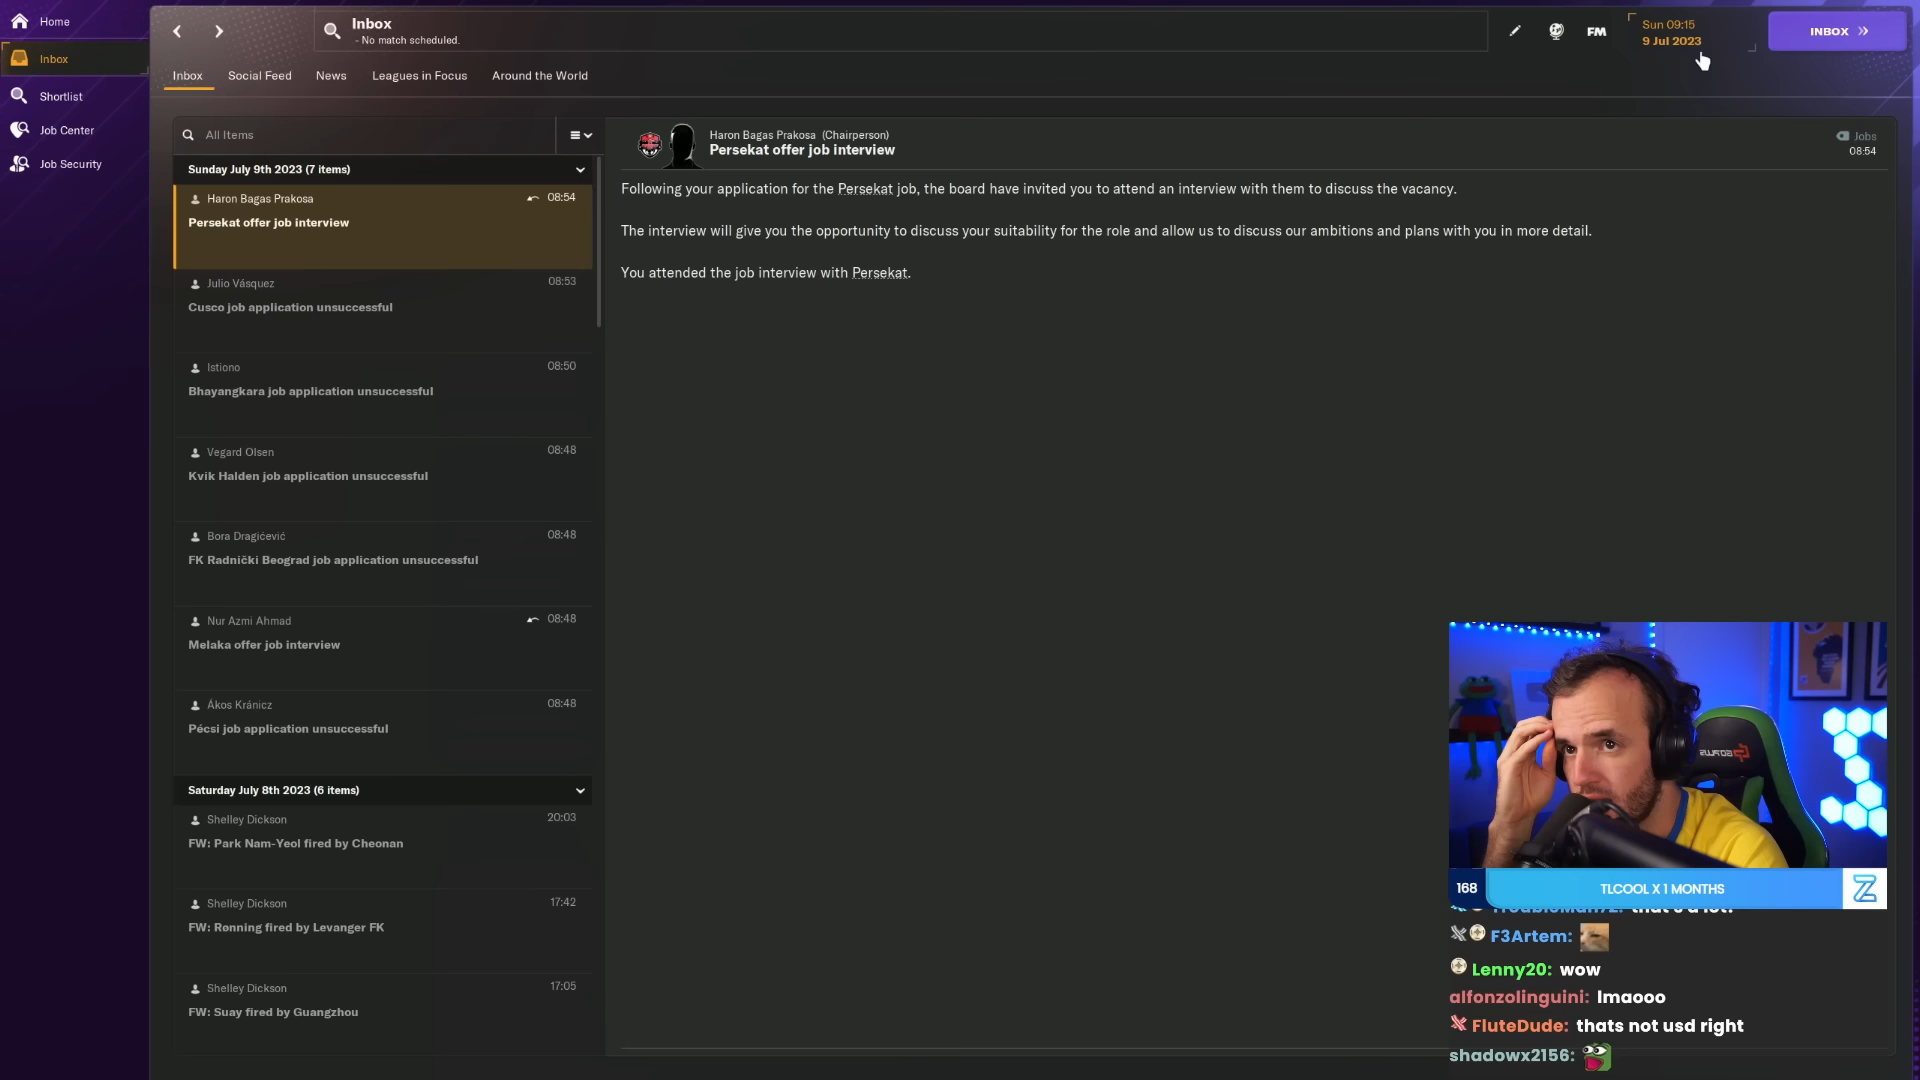 Home
Inbox
Shortlist
Job Center
Job Security
Inbox
- No match scheduled.
FM
Sun 09:15
9 Jul 2023
INBOX
Inbox
Social Feed
News
Leagues in Focus
Around the World
All Items
Sunday July 9th 2023 (7 items)
Haron Bagas Prakosa
08:54
Persekat offer job interview
Julio Vásquez
08:53
Cusco job application unsuccessful
Istiono
08:50
Bhayangkara job application unsuccessful
Vegard Olsen
08:48
Kvik Halden job application unsuccessful
Bora Dragićević
08:48
FK Radnički Beograd job application unsuccessful
Nur Azmi Ahmad
08:48
Melaka offer job interview
Ákos Kránicz
08:48
Pécsi job application unsuccessful
Saturday July 8th 2023 (6 items)
Shelley Dickson
20:03
FW: Park Nam-Yeol fired by Cheonan
Shelley Dickson
17:42
FW: Rønning fired by Levanger FK
Shelley Dickson
17:05
FW: Suay fired by Guangzhou
Haron Bagas Prakosa (Chairperson)
Persekat offer job interview
Jobs
08:54
Following your application for the Persekat job, the board have invited you to attend an interview with them to discuss the vacancy.
The interview will give you the opportunity to discuss your suitability for the role and allow us to discuss our ambitions and plans with you in more detail.
You attended the job interview with Persekat.
168
TLCOOL X 1 MONTHS
that's a lot!
F3Artem:
Lenny20: wow
alfonzolinguini: lmaooo
FluteDude: thats not usd right
shadowx2156: